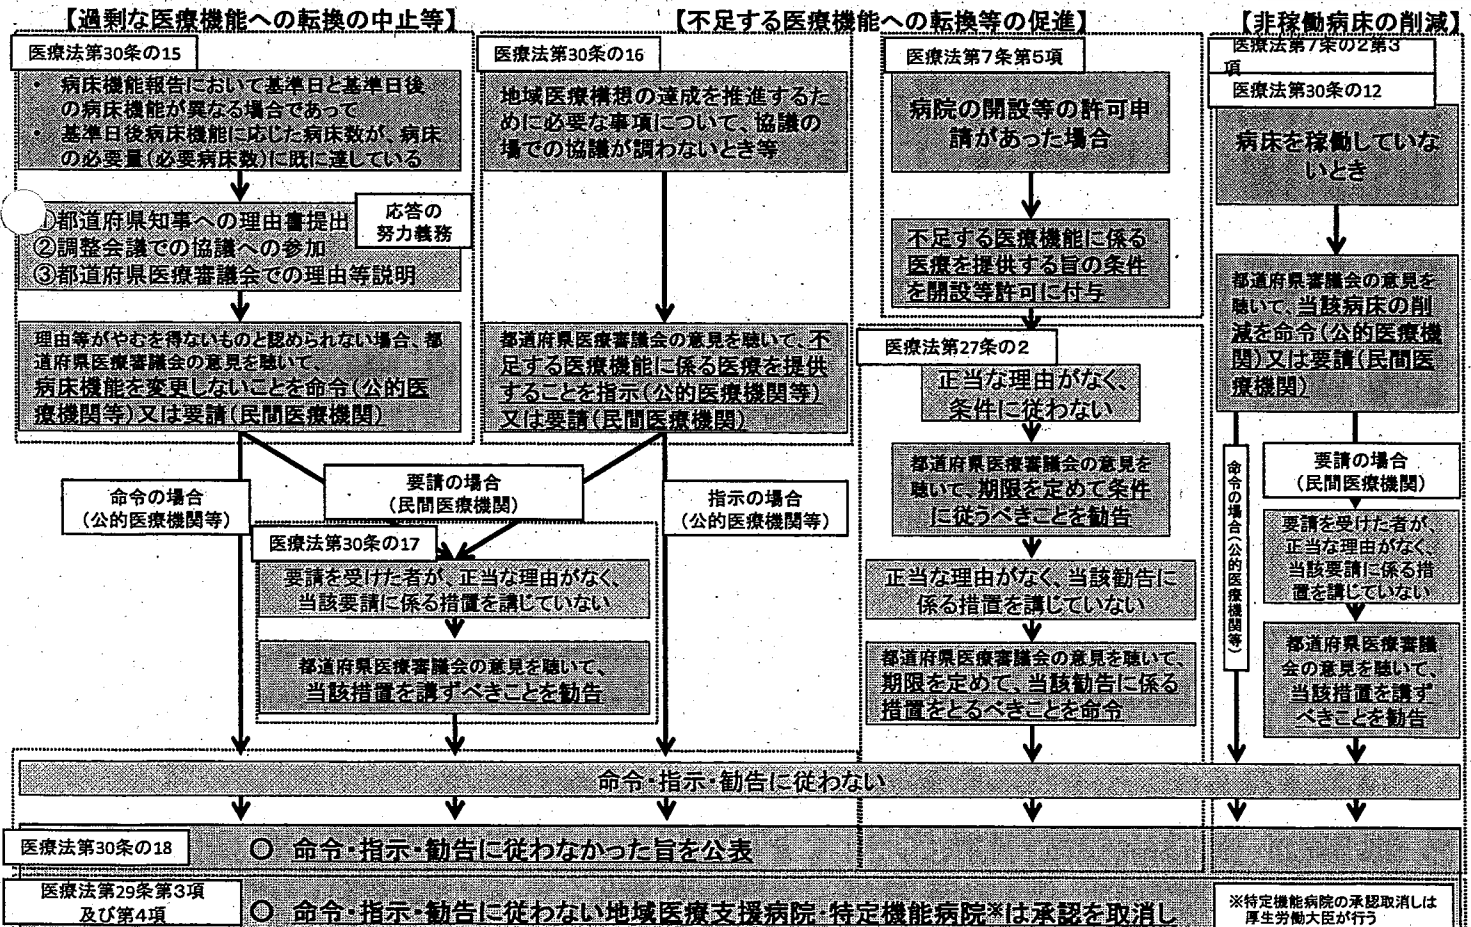 【過剰な医療機能への転換の中止等】
【不足する医療機能への転換等の促進】
【非稼働病床の削減】
医療法第30条の15
・ 病床機能報告において基準日と基準日後
の病床機能が異なる場合であって
・ 基準日後病床機能に応じた病床数が、病床
の必要量(必要病床数)に既に達している
①都道府県知事への理由書提出
②調整会議での協議への参加
③都道府県医療審議会での理由等説明
応答の
努力義務
理由等がやむを得ないものと認められない場合、都
道府県医療審議会の意見を聴いて、
病床機能を変更しないことを命令(公的医
療機関等)又は要請(民間医療機関)
医療法第30条の16
地域医療構想の達成を推進するた
めに必要な事項について、協議の
場での協議が調わないとき等
都道府県医療審議会の意見を聴いて、不
足する医療機能に係る医療を提供
することを指示(公的医療機関等)
又は要請(民間医療機関)
命令の場合
(公的医療機関等)
要請の場合
(民間医療機関)
指示の場合
(公的医療機関等)
医療法第30条の17
要請を受けた者が、正当な理由がなく、
当該要請に係る措置を講じていない
都道府県医療審議会の意見を聴いて、
当該措置を講ずべきことを勧告
医療法第7条第5項
病院の開設等の許可申
請があった場合
不足する医療機能に係る
医療を提供する旨の条件
を開設等許可に付与
医療法第27条の2
正当な理由がなく、
条件に従わない
都道府県医療審議会の意見を
聴いて、期限を定めて条件
に従うべきことを勧告
正当な理由がなく、当該勧告に
係る措置を講じていない
都道府県医療審議会の意見を聴いて、
期限を定めて、当該勧告に係る
措置をとるべきことを命令
医療法第7条の2第3
項
医療法第30条の12
病床を稼働していな
いとき
都道府県審議会の意見を
聴いて、当該病床の削
減を命令(公的医療機
関)又は要請(民間医
療機関)
命令の場合(公的医療機関等)
要請の場合
(民間医療機関)
要請を受けた者が、
正当な理由がなく、
当該要請に係る措
置を講じていない
都道府県医療審議
会の意見を聴いて、
当該措置を講ず
べきことを勧告
命令・指示・勧告に従わない
医療法第30条の18
○ 命令・指示・勧告に従わなかった旨を公表
医療法第29条第3項
及び第4項
○ 命令・指示・勧告に従わない地域医療支援病院・特定機能病院※は承認を取消し
※特定機能病院の承認取消しは
厚生労働大臣が行う